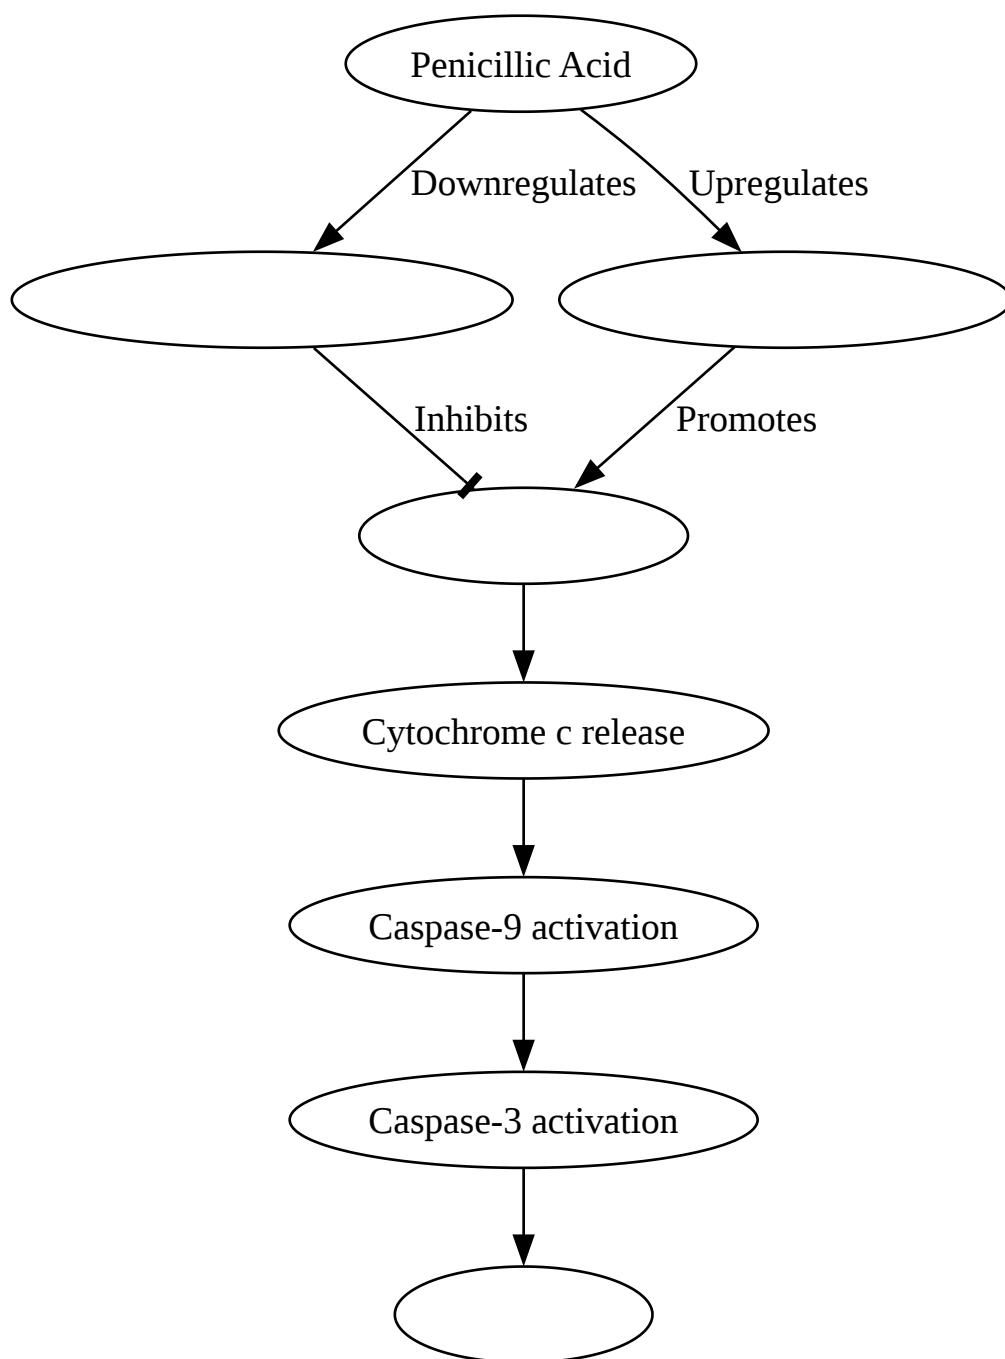 Penicillic Acid
Downregulates
Upregulates
Inhibits
Promotes
Cytochrome c release
Caspase-9 activation
Caspase-3 activation